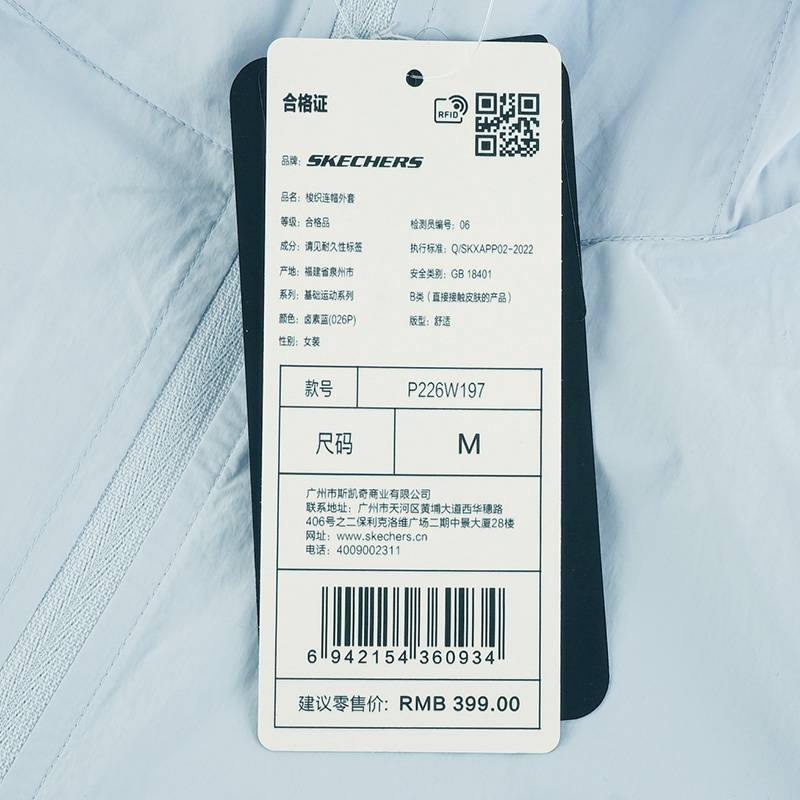 合格证
RFID
品牌: SKECHERS
品名: 梭织连帽外套
等级: 合格品 检测员编号: 06
成分: 请见耐久性标签 执行标准: Q/SKXAPP02-2022
产地: 福建省泉州市 安全类别: GB 18401
系列: 基础运动系列 B类(直接接触皮肤的产品)
颜色: 卤素蓝(026P) 版型: 舒适
性别: 女装
款号 P226W197
尺码 M
广州市斯凯奇商业有限公司
联系地址: 广州市天河区黄埔大道西华穗路
406号之二保利克洛维广场二期中景大厦28楼
网址: www.skechers.cn
电话: 4009002311
6 942154 360934
建议零售价: RMB 399.00